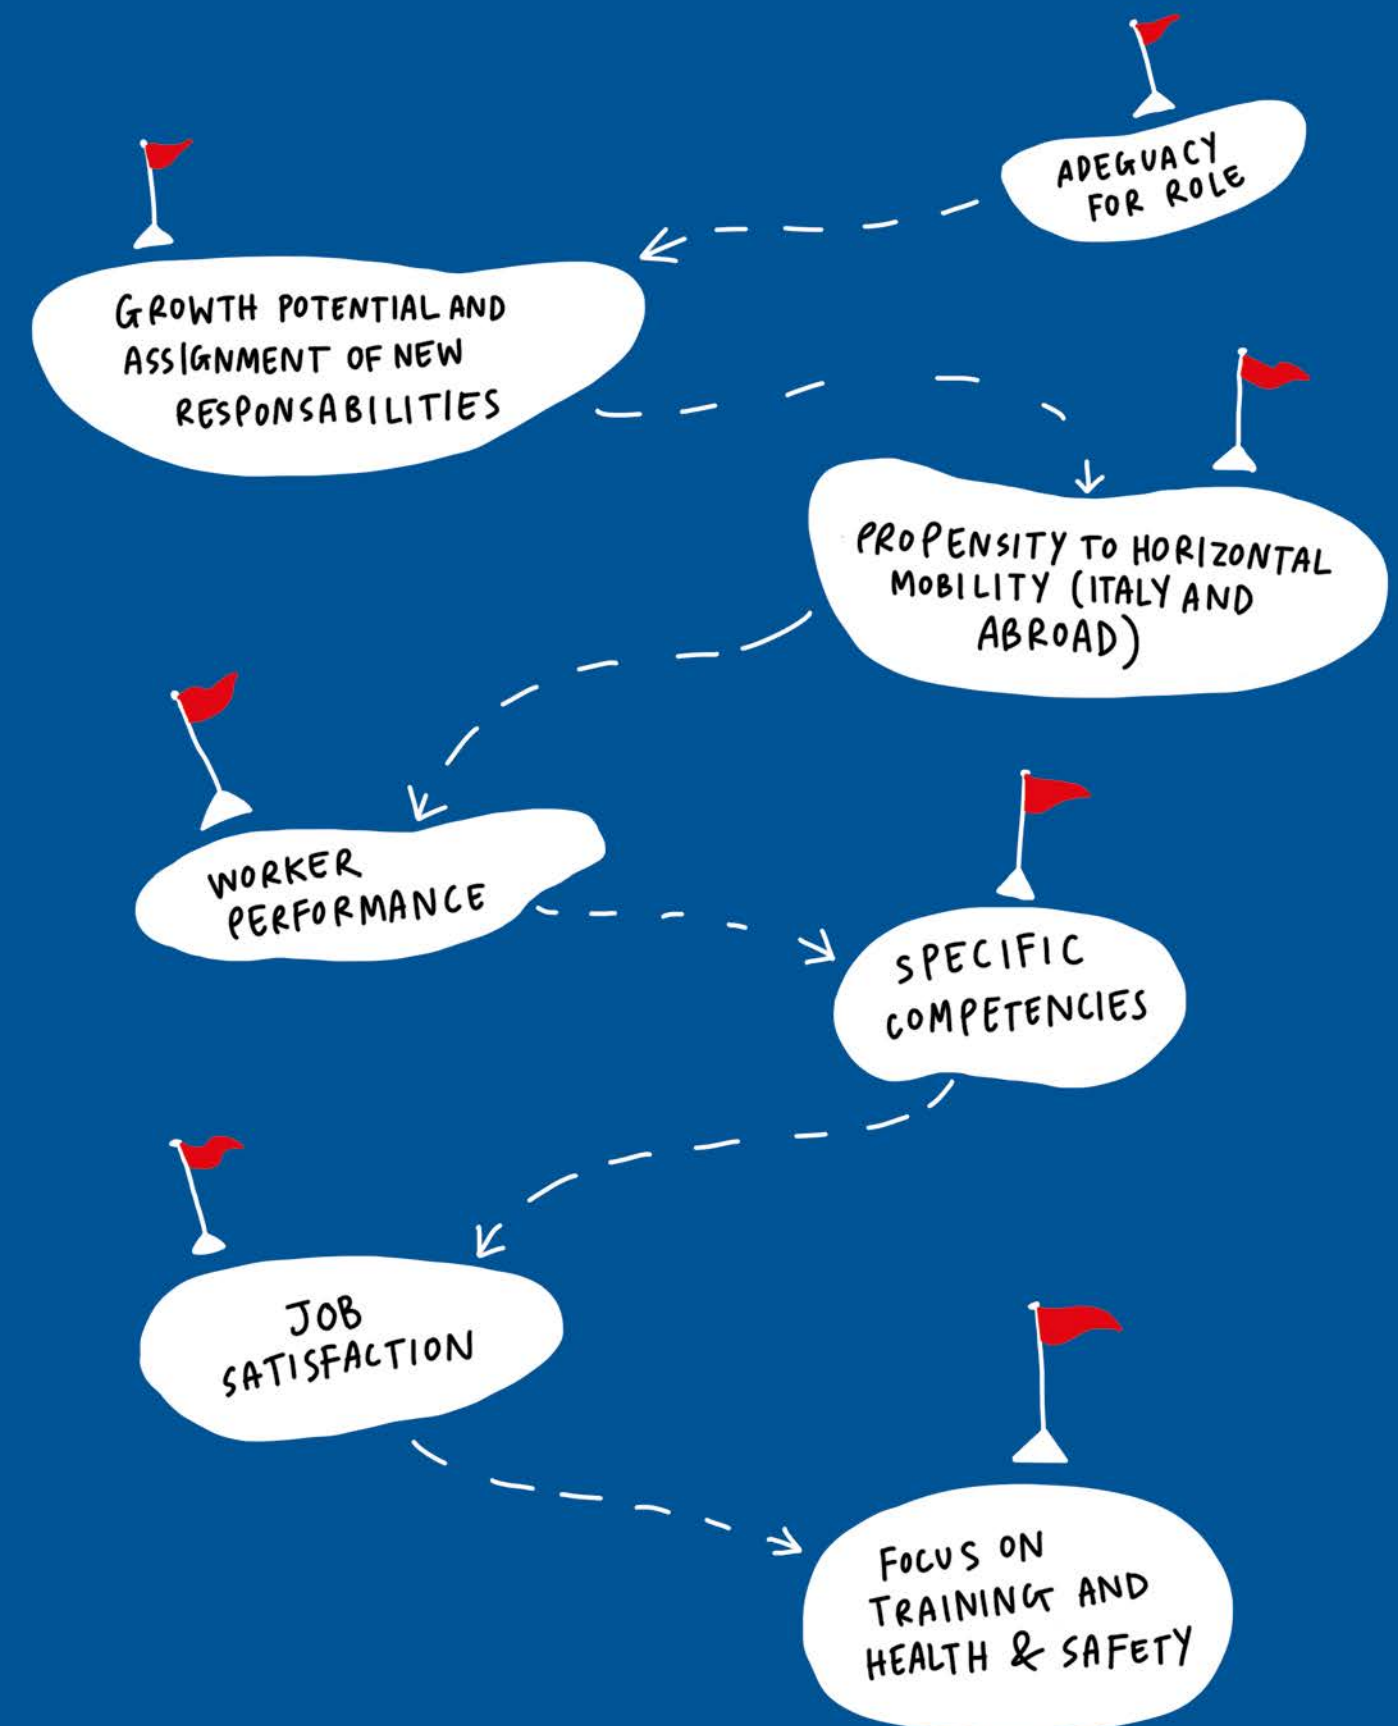 ADEGUACY
FOR ROLE
GROWTH POTENTIAL AND
ASSIGNMENT OF NEW
RESPONSABILITIES
PROPENSITY TO HORIZONTAL
MOBILITY (ITALY AND
ABROAD)
WORKER
PERFORMANCE
SPECIFIC
COMPETENCIES
JOB
SATISFACTION
FOCUS ON
TRAINING AND
HEALTH & SAFETY